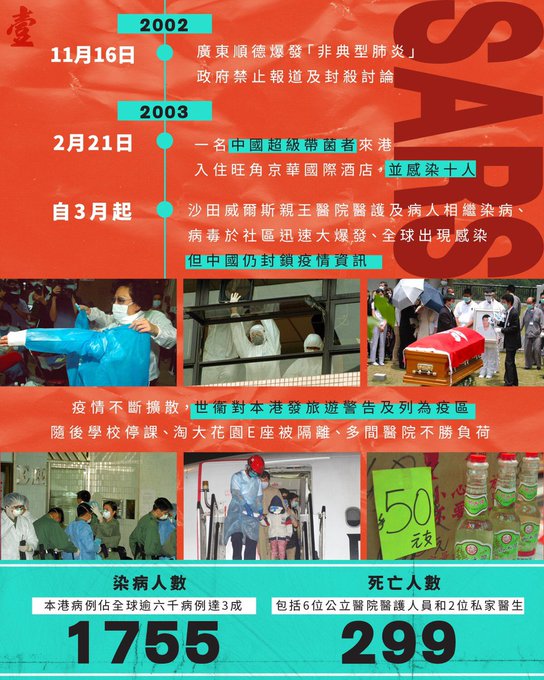 壹
SARS
2002
11月16日
廣東順德爆發「非典型肺炎」
政府禁止報道及封殺討論
2003
2月21日
一名中國超級帶菌者來港
入住旺角京華國際酒店，並感染十人
自3月起
沙田威爾斯親王醫院醫護及病人相繼染病、
病毒於社區迅速大爆發、全球出現感染
但中國仍封鎖疫情資訊
疫情不斷擴散，世衞對本港發旅遊警告及列為疫區
隨後學校停課、淘大花園E座被隔離、多間醫院不勝負荷
$50
元支
染病人數
本港病例佔全球逾六千病例達3成
1755
死亡人數
包括6位公立醫院醫護人員和2位私家醫生
299